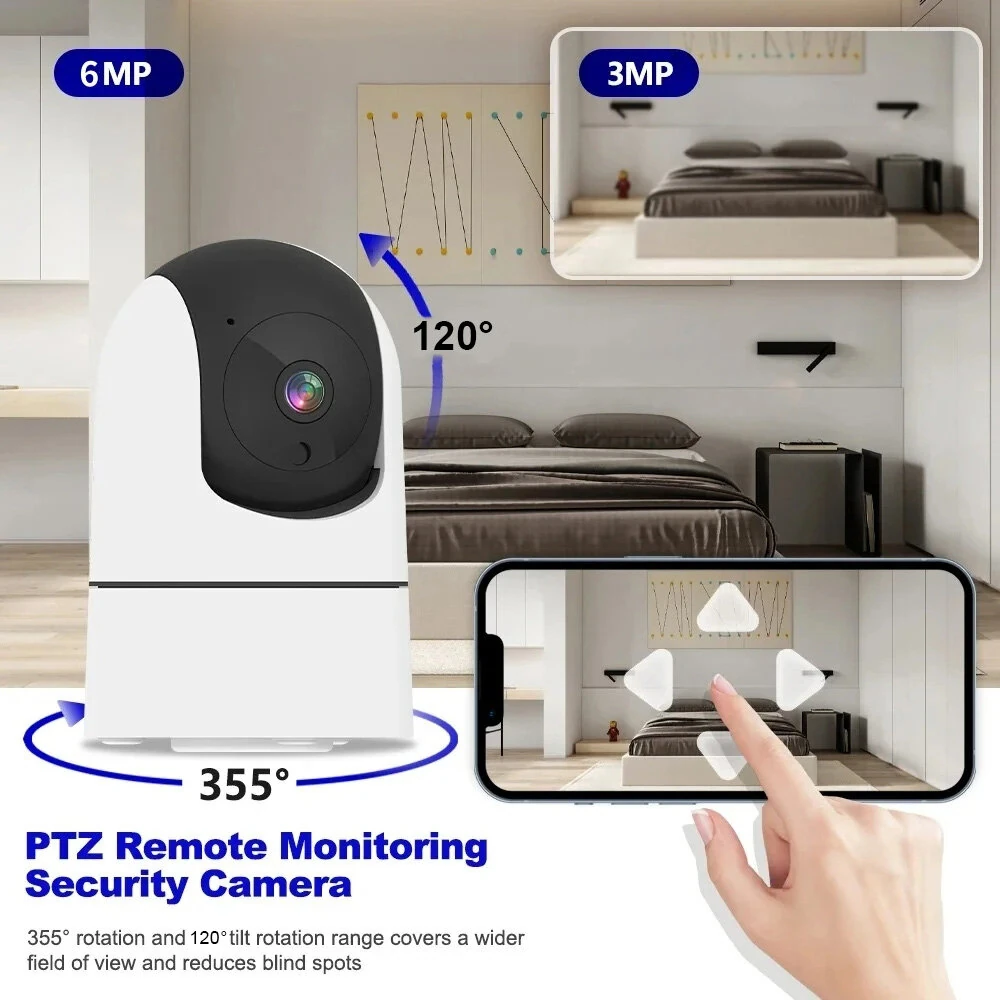 6MP
3MP
120°
355°
PTZ Remote Monitoring
Security Camera
355° rotation and 120° tilt rotation range covers a wider
field of view and reduces blind spots